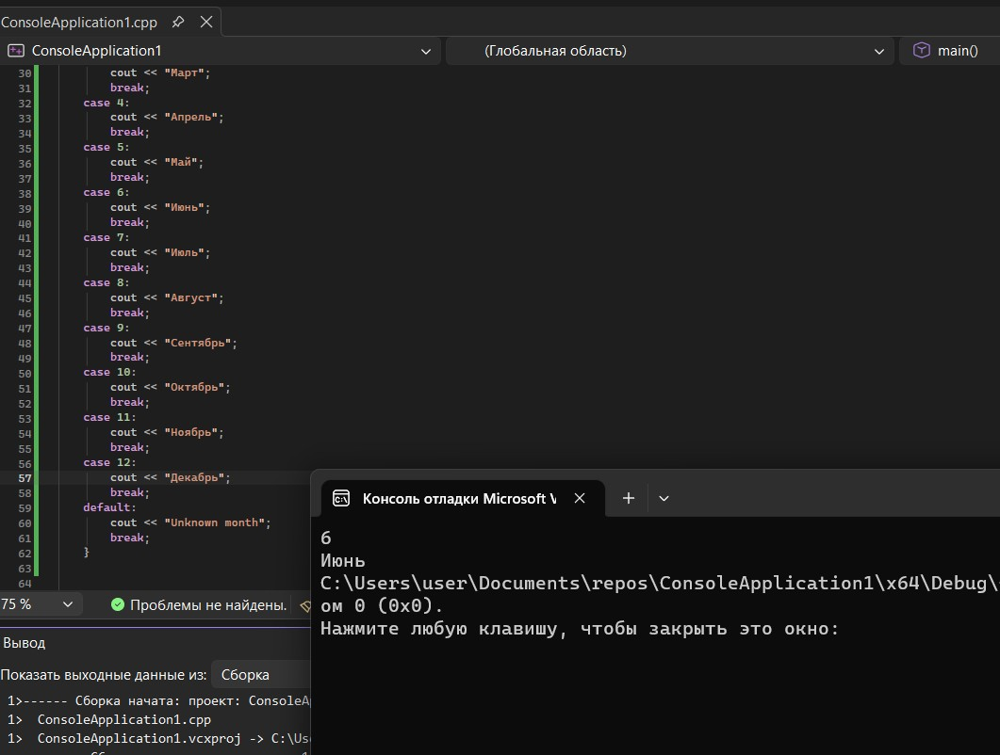 ConsoleApplication1.cpp
ConsoleApplication1 (Глобальная область) main()
30 cout << "Март";
31 break;
32 case 4:
33 cout << "Апрель";
34 break;
35 case 5:
36 cout << "Май";
37 break;
38 case 6:
39 cout << "Июнь";
40 break;
41 case 7:
42 cout << "Июль";
43 break;
44 case 8:
45 cout << "Август";
46 break;
47 case 9:
48 cout << "Сентябрь";
49 break;
50 case 10:
51 cout << "Октябрь";
52 break;
53 case 11:
54 cout << "Ноябрь";
55 break;
56 case 12:
57 cout << "Декабрь";
58 break;
59 default:
60 cout << "Unknown month";
61 break;
62 }
63
64
75 % Проблемы не найдены.
Вывод
Показать выходные данные из: Сборка
1>------ Сборка начата: проект: ConsoleA
1> ConsoleApplication1.cpp
1> ConsoleApplication1.vcxproj -> C:\Us
Консоль отладки Microsoft V
6
Июнь
C:\Users\user\Documents\repos\ConsoleApplication1\x64\Debug\
ом 0 (0x0).
Нажмите любую клавишу, чтобы закрыть это окно: